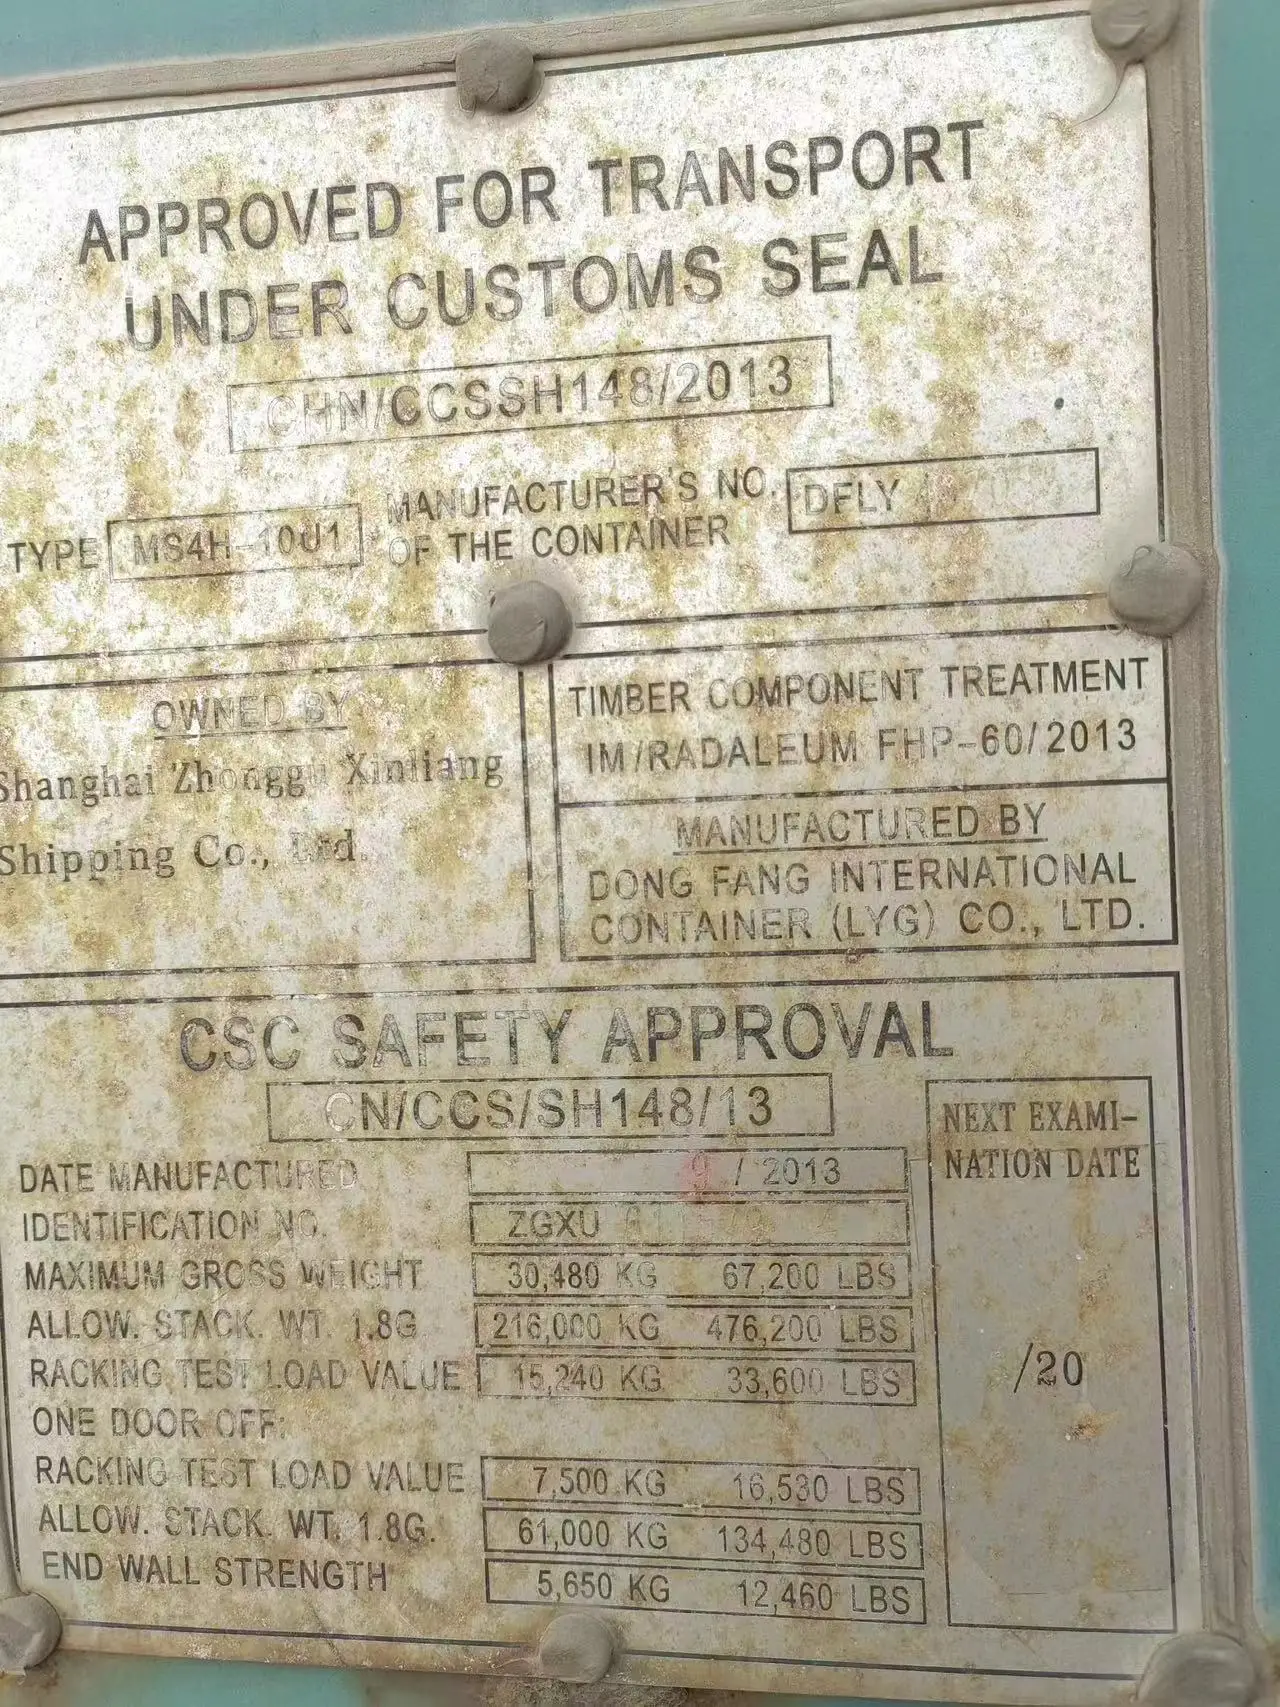 APPROVED FOR TRANSPORT
UNDER CUSTOMS SEAL
CHN/CCSSH148/2013
TYPE MS4H-10U1 MANUFACTURER'S NO. OF THE CONTAINER DFLY
OWNED BY
Shanghai Zhonggu Xinliang
Shipping Co., Ltd.
TIMBER COMPONENT TREATMENT
IM/RADALEUM FHP-60/2013
MANUFACTURED BY
DONG FANG INTERNATIONAL
CONTAINER (LYG) CO., LTD.
CSC SAFETY APPROVAL
CN/CCS/SH148/13
DATE MANUFACTURED 9 / 2013
IDENTIFICATION NO. ZGXU
MAXIMUM GROSS WEIGHT 30,480 KG 67,200 LBS
ALLOW. STACK. WT. 1.8G 216,000 KG 476,200 LBS
RACKING TEST LOAD VALUE 15,240 KG 33,600 LBS
ONE DOOR OFF:
RACKING TEST LOAD VALUE 7,500 KG 16,530 LBS
ALLOW. STACK. WT. 1.8G. 61,000 KG 134,480 LBS
END WALL STRENGTH 5,650 KG 12,460 LBS
NEXT EXAMI-
NATION DATE
/20